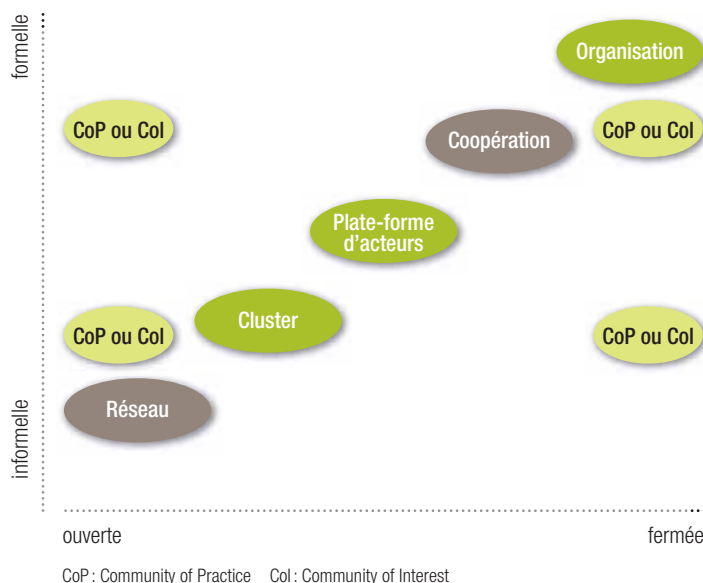 formelle
Organisation
CoP ou CoI
Coopération
CoP ou CoI
Plate-forme
d'acteurs
Cluster
CoP ou CoI
CoP ou CoI
Réseau
informelle
ouverte
fermée
CoP : Community of Practice CoI : Community of Interest